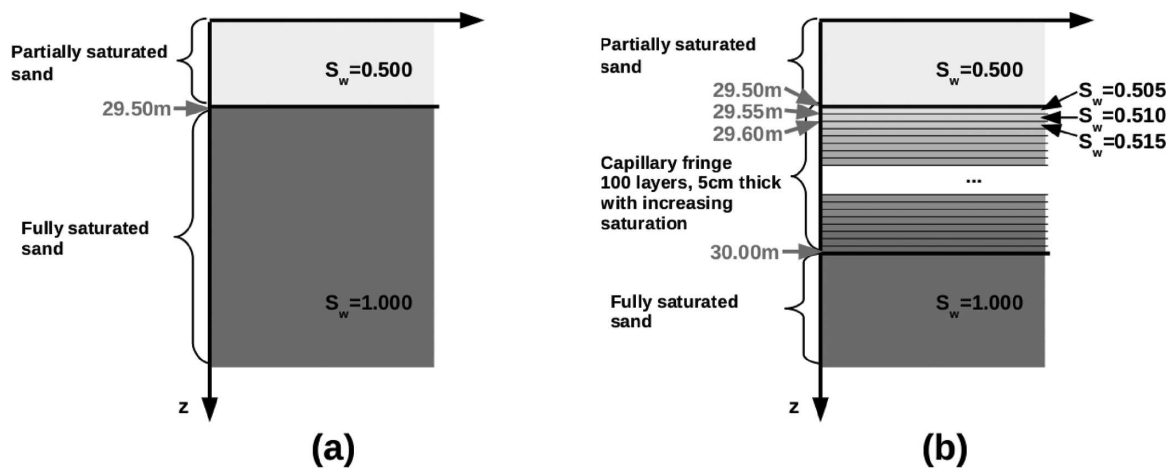 Partially saturated
sand
S_w=0.500
29.50m
Fully saturated
sand
S_w=1.000
z
(a)
Partially saturated
sand
S_w=0.500
29.50m
29.55m
29.60m
S_w=0.505
S_w=0.510
S_w=0.515
Capillary fringe
100 layers, 5cm thick
with increasing
saturation
...
30.00m
Fully saturated
sand
S_w=1.000
z
(b)